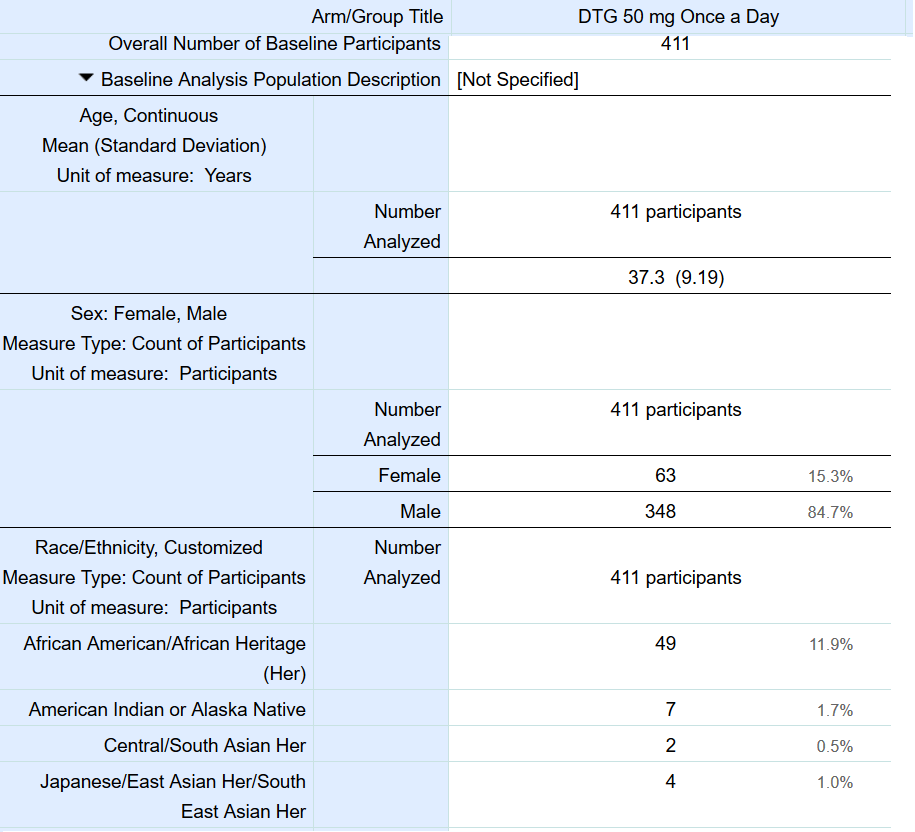 Arm/Group Title DTG 50 mg Once a Day
Overall Number of Baseline Participants 411
Baseline Analysis Population Description [Not Specified]
Age, Continuous
Mean (Standard Deviation)
Unit of measure: Years
Number
Analyzed
411 participants
37.3 (9.19)
Sex: Female, Male
Measure Type: Count of Participants
Unit of measure: Participants
Number
Analyzed
411 participants
Female 63 15.3%
Male 348 84.7%
Race/Ethnicity, Customized
Measure Type: Count of Participants
Unit of measure: Participants
Number
Analyzed
411 participants
African American/African Heritage
(Her)
49 11.9%
American Indian or Alaska Native 7 1.7%
Central/South Asian Her 2 0.5%
Japanese/East Asian Her/South
East Asian Her
4 1.0%